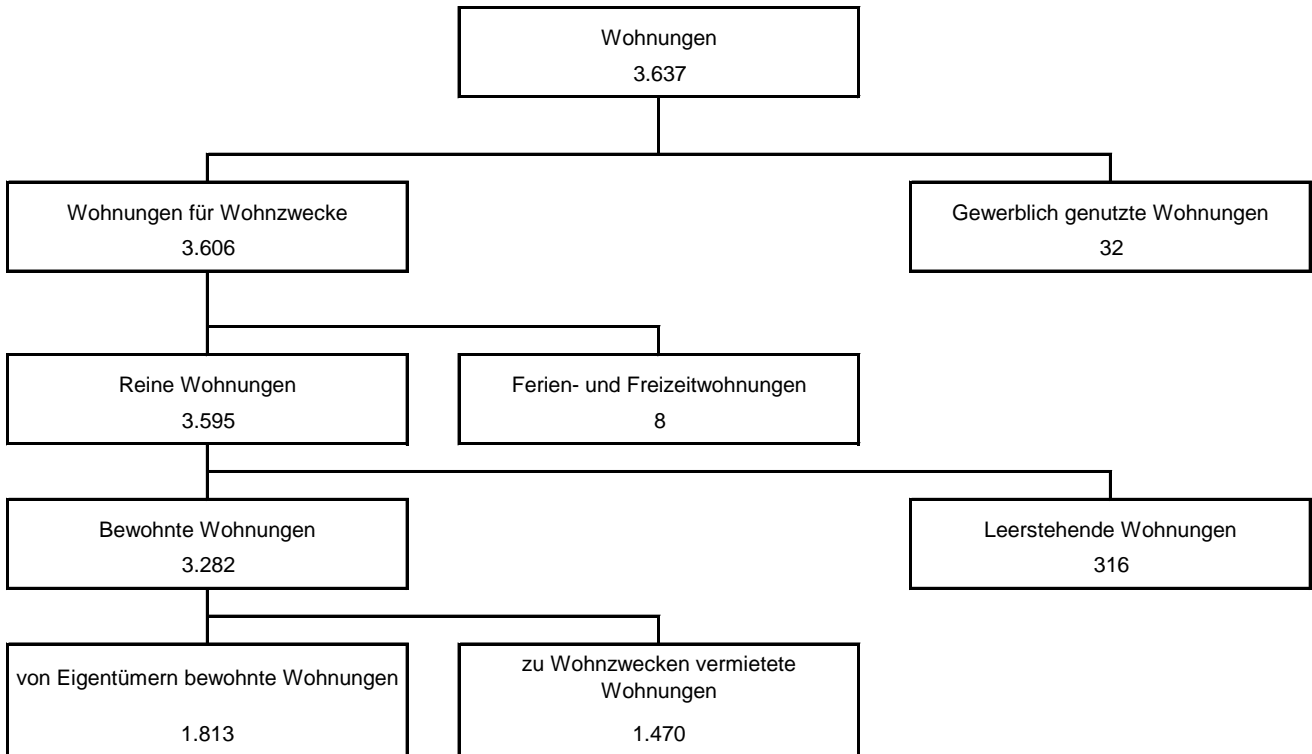 Wohnungen
3.637
Wohnungen für Wohnzwecke
3.606
Gewerblich genutzte Wohnungen
32
Reine Wohnungen
3.595
Ferien- und Freizeitwohnungen
8
Bewohnte Wohnungen
3.282
Leerstehende Wohnungen
316
von Eigentümern bewohnte Wohnungen
1.813
zu Wohnzwecken vermietete
Wohnungen
1.470